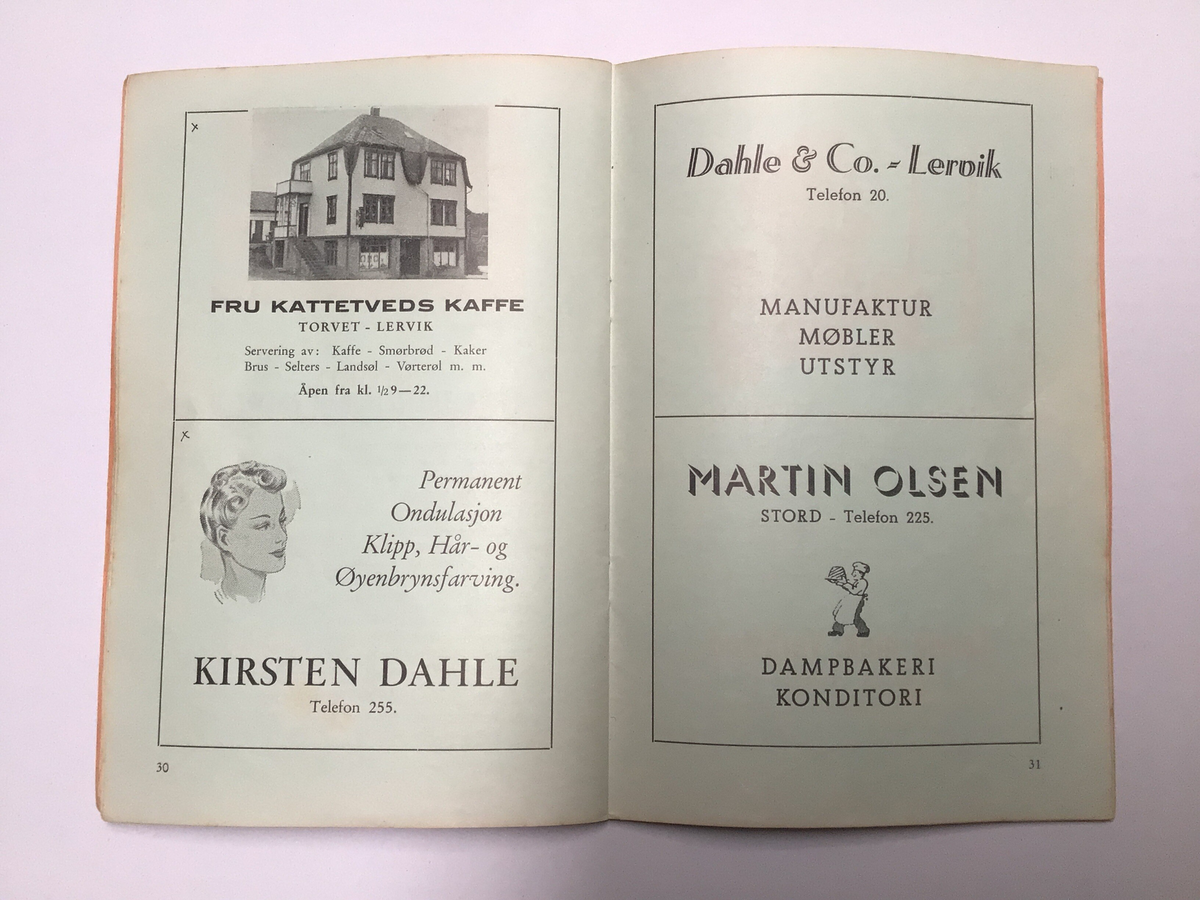 x
FRU KATTETVEDS KAFFE
TORVET - LERVIK
Servering av: Kaffe - Smørbrød - Kaker
Brus - Selters - Landsøl - Vørterøl m. m.
Åpen fra kl. 1/2 9—22.
x
Permanent
Ondulasjon
Klipp, Hår- og
Øyenbrynsfarving.
KIRSTEN DAHLE
Telefon 255.
30
Dahle & Co. - Lervik
Telefon 20.
MANUFAKTUR
MØBLER
UTSTYR
MARTIN OLSEN
STORD - Telefon 225.
DAMPBAKERI
KONDITORI
31